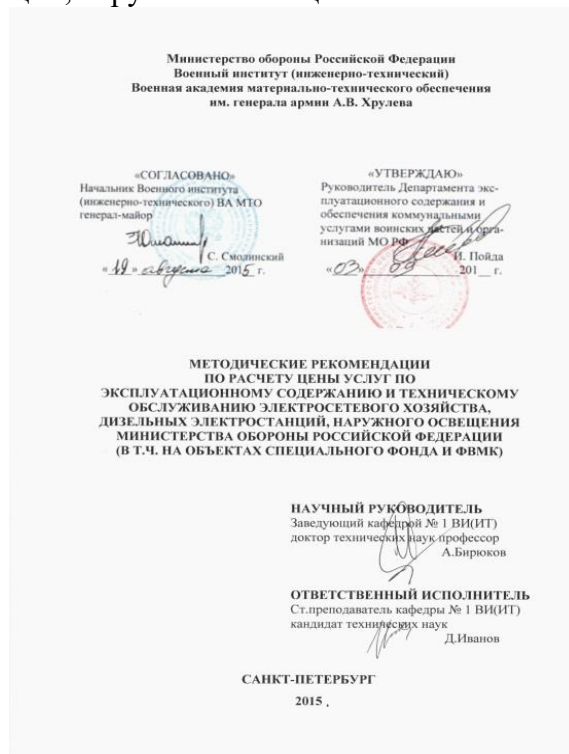 Министерство обороны Российской Федерации
Военный институт (инженерно-технический)
Военная академия материально-технического обеспечения
им. генерала армии А.В. Хрулева
«СОГЛАСОВАНО»
Начальник Военного института
(инженерно-технического) ВА МТО
генерал-майор
С. Смолинский
« 19 » августа 2015 г.
«УТВЕРЖДАЮ»
Руководитель Департамента экс-
плуатационного содержания и
обеспечения коммунальными
услугами воинских частей и орга-
низаций МО РФ
И. Пойда
«03» 09 201__ г.
МЕТОДИЧЕСКИЕ РЕКОМЕНДАЦИИ
ПО РАСЧЕТУ ЦЕНЫ УСЛУГ ПО
ЭКСПЛУАТАЦИОННОМУ СОДЕРЖАНИЮ И ТЕХНИЧЕСКОМУ
ОБСЛУЖИВАНИЮ ЭЛЕКТРОСЕТЕВОГО ХОЗЯЙСТВА,
ДИЗЕЛЬНЫХ ЭЛЕКТРОСТАНЦИЙ, НАРУЖНОГО ОСВЕЩЕНИЯ
МИНИСТЕРСТВА ОБОРОНЫ РОССИЙСКОЙ ФЕДЕРАЦИИ
(В Т.Ч. НА ОБЪЕКТАХ СПЕЦИАЛЬНОГО ФОНДА И ФВМК)
НАУЧНЫЙ РУКОВОДИТЕЛЬ
Заведующий кафедрой № 1 ВИ(ИТ)
доктор технических наук профессор
А.Бирюков
ОТВЕТСТВЕННЫЙ ИСПОЛНИТЕЛЬ
Ст.преподаватель кафедры № 1 ВИ(ИТ)
кандидат технических наук
Д.Иванов
САНКТ-ПЕТЕРБУРГ
2015 .